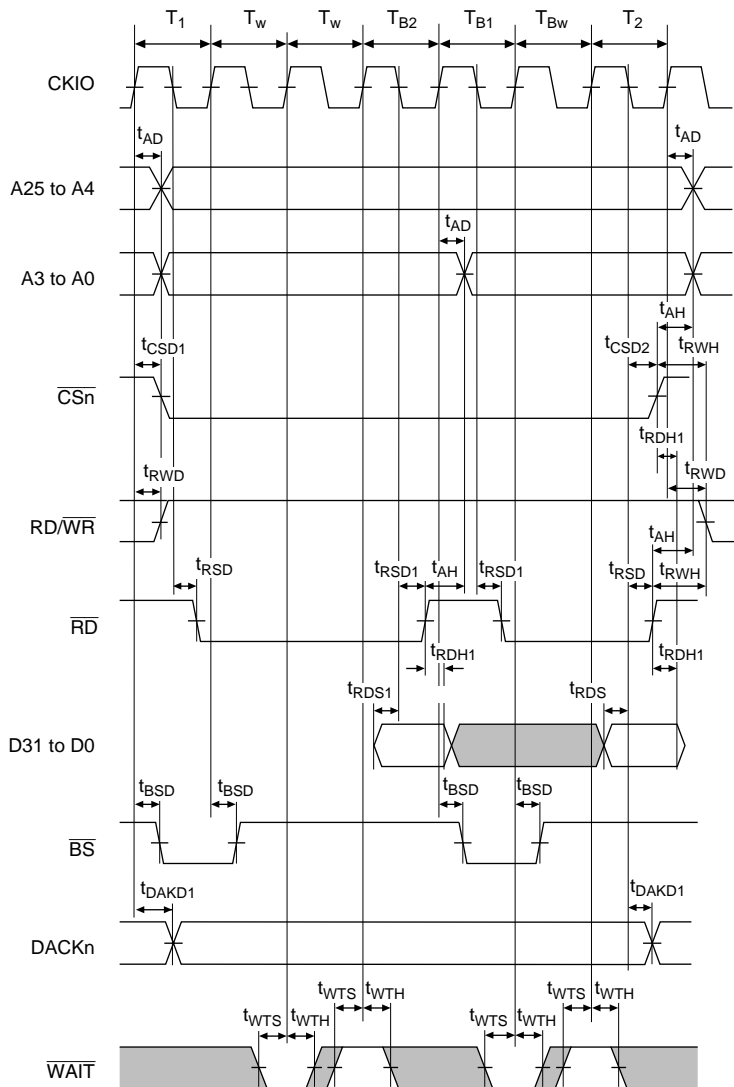 T1 Tw Tw TB2 TB1 TBw T2
CKIO
tAD tAD
A25 to A4
tAD
A3 to A0
tAH
tCSD1 tCSD2 tRWH
CSn
tRDH1
tRWD tRWD
RD/WR
tAH
tRSD tRSD1 tAH tRSD1 tRSD tRWH
RD
tRDH1 tRDH1
tRDS1 tRDS
D31 to D0
tBSD tBSD tBSD tBSD
BS
tDAKD1 tDAKD1
DACKn
tWTS tWTH tWTS tWTH
tWTS tWTH tWTS tWTH
WAIT